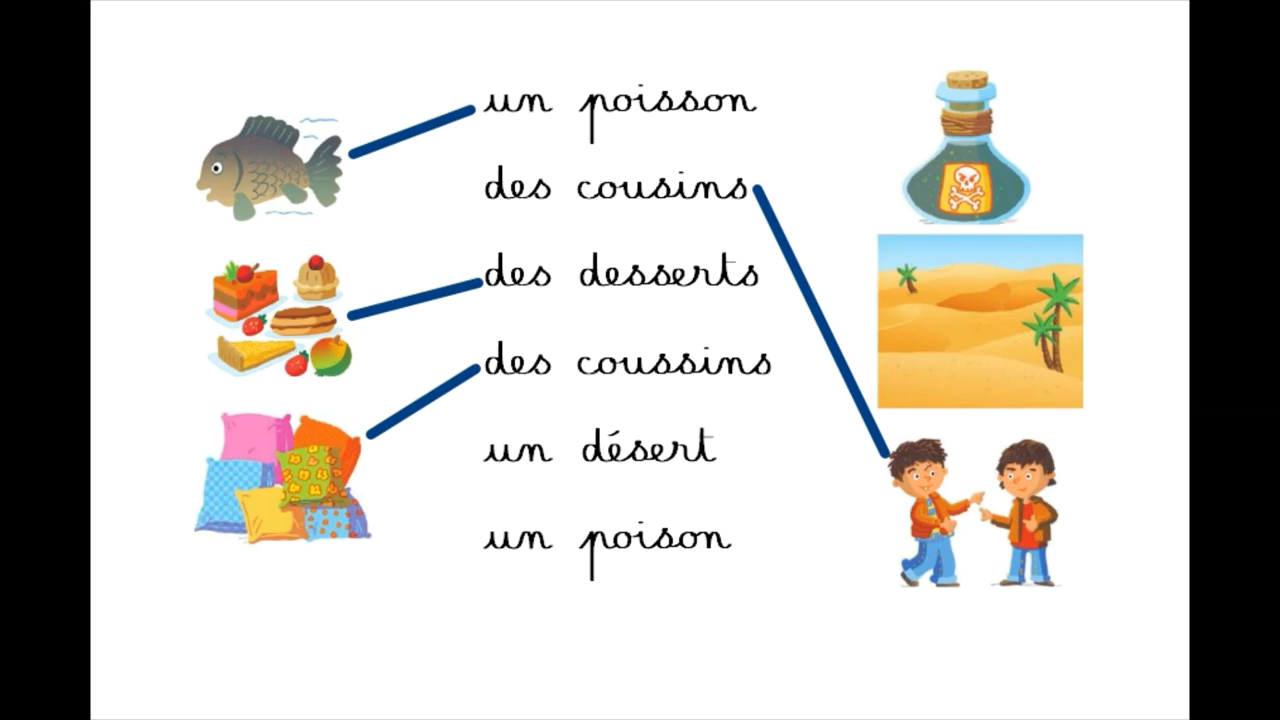 un poisson
des cousins
des desserts
des coussins
un désert
un poison